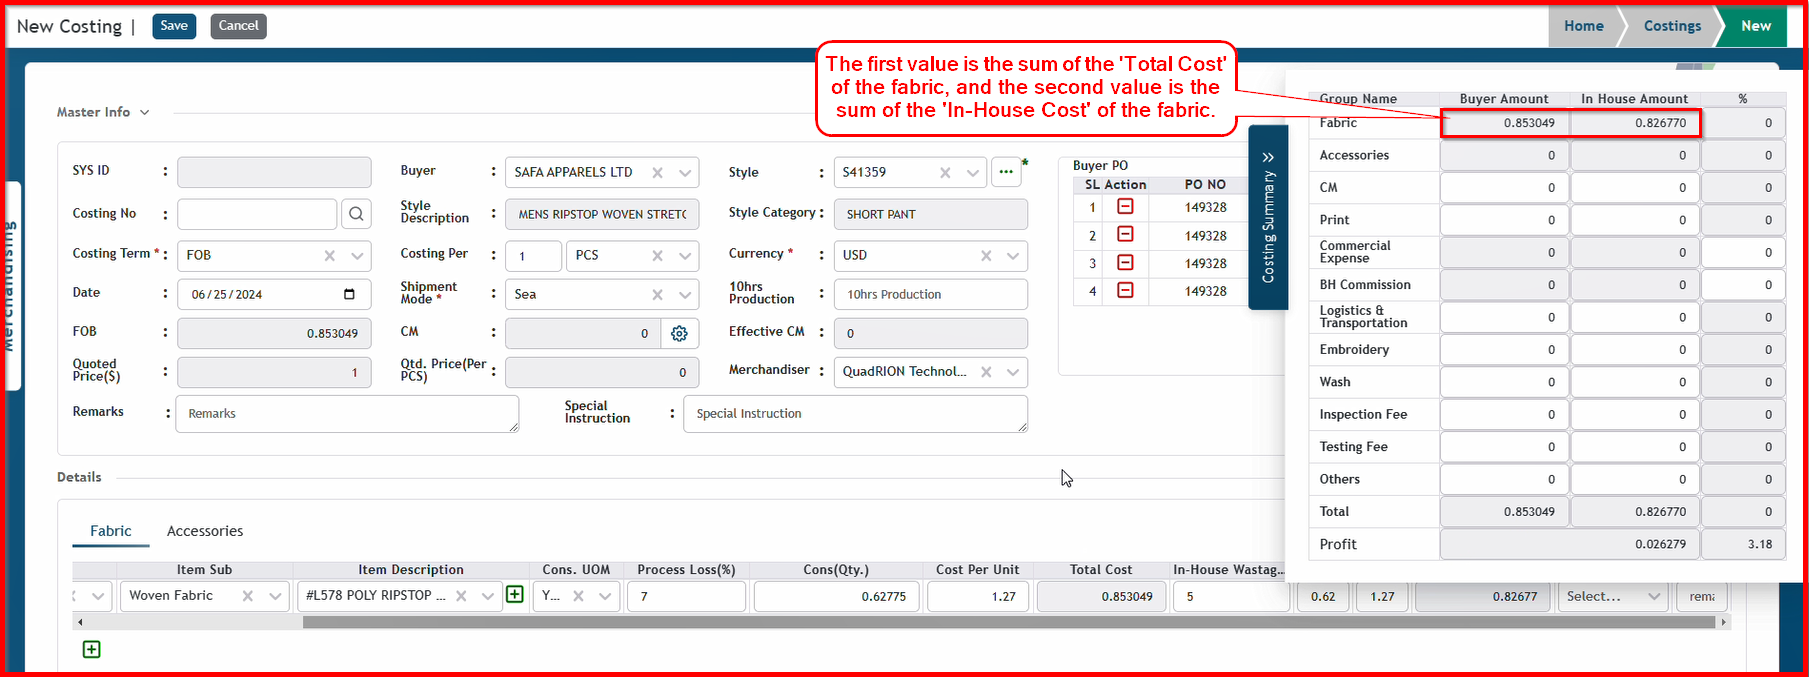 New Costing | Save Cancel Home Costings New
The first value is the sum of the 'Total Cost'
of the fabric, and the second value is the
sum of the 'In-House Cost' of the fabric.
Merchandising
Master Info
SYS ID : Buyer : SAFA APPARELS LTD Style : S41359 ... *
Costing No : Style Description : MENS RIPSTOP WOVEN STRETC Style Category : SHORT PANT
Costing Term * : FOB Costing Per : 1 PCS Currency * : USD
Date : 06/25/2024 Shipment Mode * : Sea 10hrs Production : 10hrs Production
FOB : 0.853049 CM : 0 Effective CM : 0
Quoted Price($) : 1 Qtd. Price(Per PCS) : 0 Merchandiser : QuadRION Technol...
Remarks : Remarks Special Instruction : Special Instruction
Buyer PO
SL Action PO NO
1 149328
2 149328
3 149328
4 149328
Costing Summary
Group Name Buyer Amount In House Amount %
Fabric 0.853049 0.826770 0
Accessories 0 0 0
CM 0 0 0
Print 0 0 0
Commercial Expense 0 0 0
BH Commission 0 0 0
Logistics & Transportation 0 0 0
Embroidery 0 0 0
Wash 0 0 0
Inspection Fee 0 0 0
Testing Fee 0 0 0
Others 0 0 0
Total 0.853049 0.826770 0
Profit 0.026279 3.18
Details
Fabric Accessories
Item Sub Item Description Cons. UOM Process Loss(%) Cons(Qty.) Cost Per Unit Total Cost In-House Wastag...
Woven Fabric #L578 POLY RIPSTOP ... Y... 7 0.62775 1.27 0.853049 5 0.62 1.27 0.82677 Select... rema